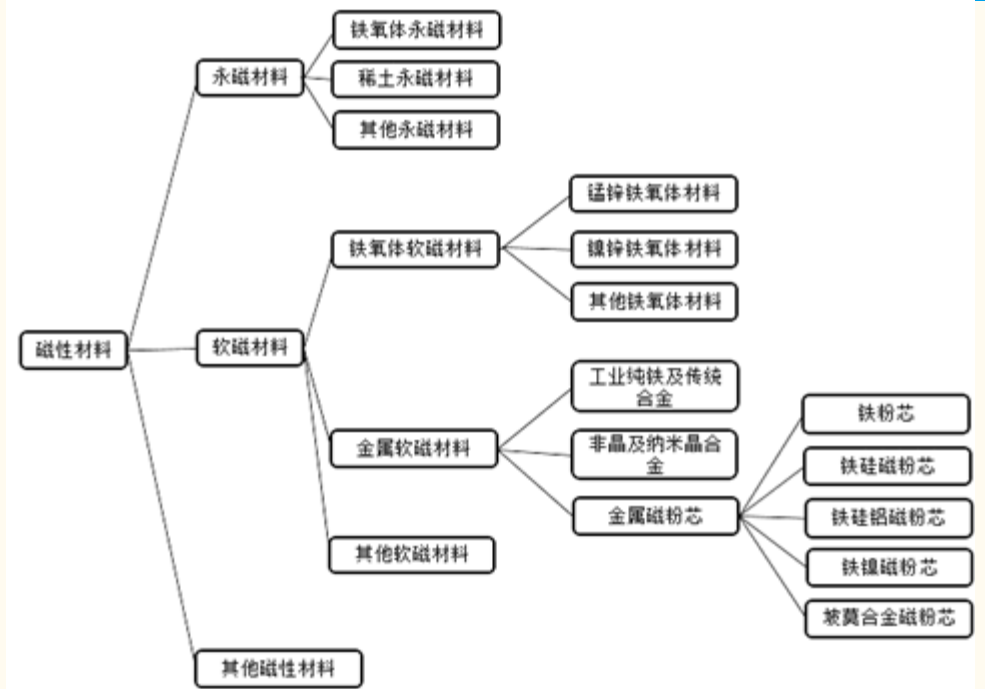 铁氧体永磁材料
永磁材料
稀土永磁材料
其他永磁材料
锰锌铁氧体材料
铁氧体软磁材料
镍锌铁氧体材料
其他铁氧体材料
磁性材料
软磁材料
工业纯铁及传统
合金
金属软磁材料
非晶及纳米晶合
金
金属磁粉芯
铁粉芯
铁硅磁粉芯
铁硅铝磁粉芯
铁镍磁粉芯
坡莫合金磁粉芯
其他软磁材料
其他磁性材料